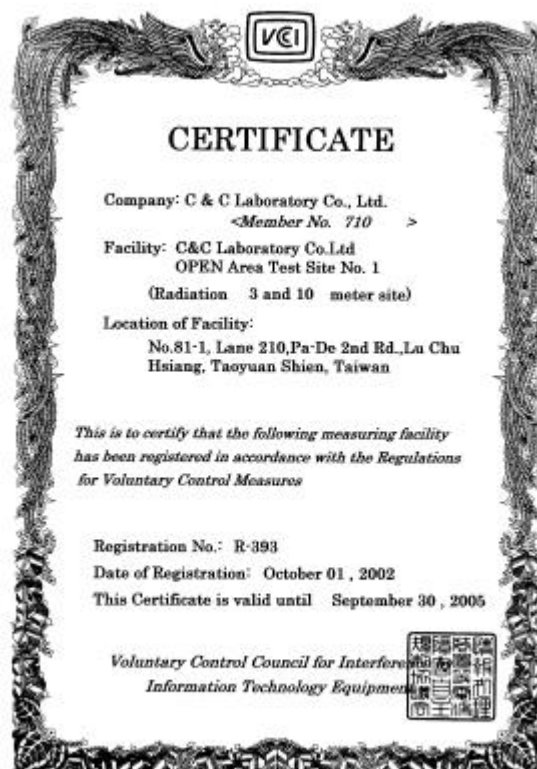 VCCI
CERTIFICATE
Company: C & C Laboratory Co., Ltd.
<Member No. 710 >
Facility: C&C Laboratory Co.Ltd
OPEN Area Test Site No. 1
(Radiation 3 and 10 meter site)
Location of Facility:
No.81-1, Lane 210,Pa-De 2nd Rd.,Lu Chu
Hsiang, Taoyuan Shien, Taiwan
This is to certify that the following measuring facility
has been registered in accordance with the Regulations
for Voluntary Control Measures
Registration No.: R-393
Date of Registration: October 01 , 2002
This Certificate is valid until September 30 , 2005
Voluntary Control Council for Interference
Information Technology Equipment